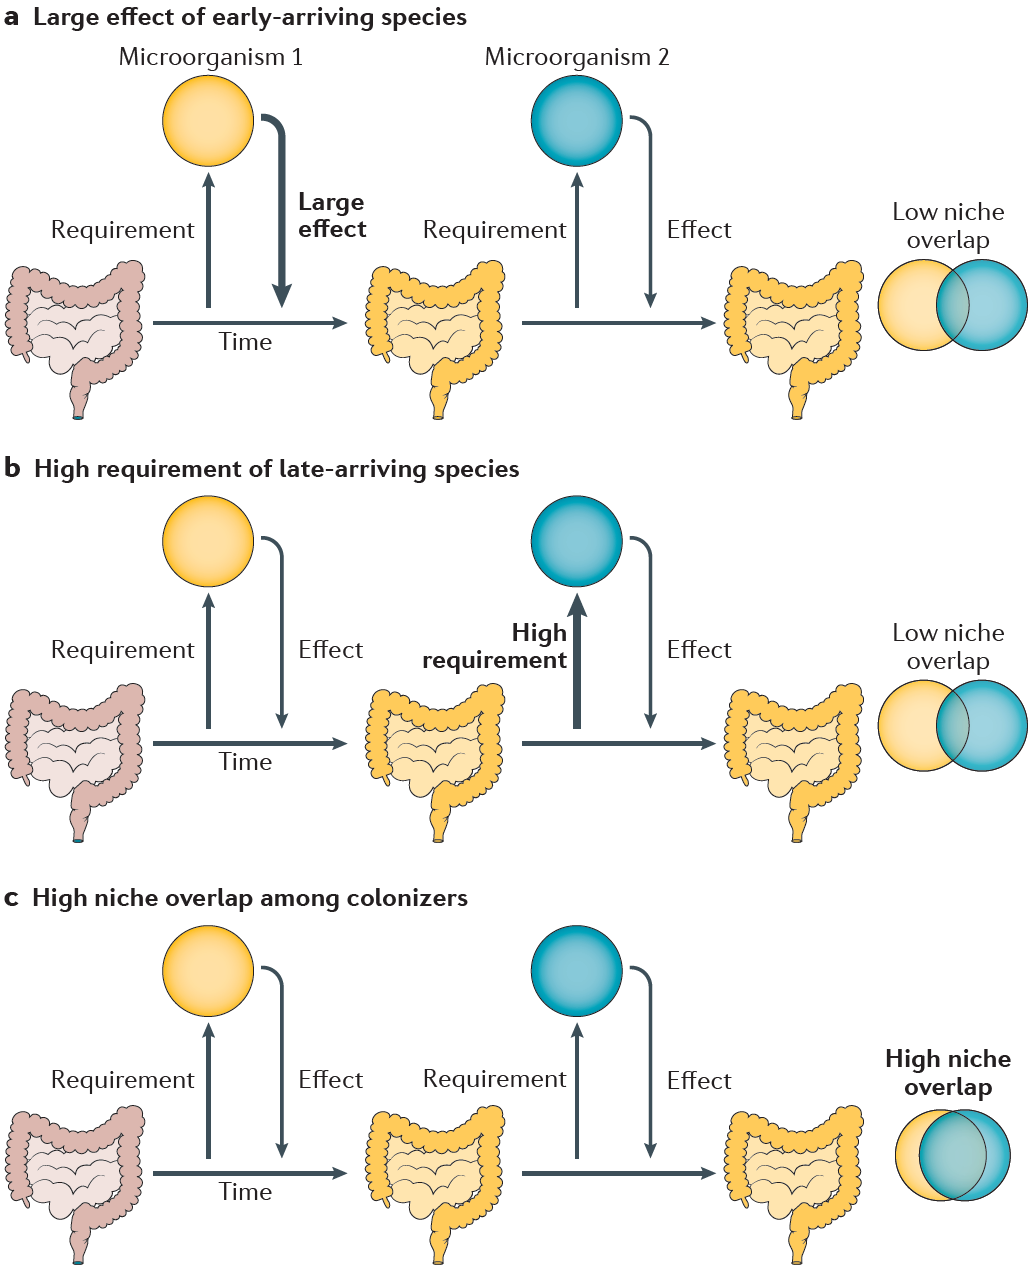 a Large effect of early-arriving species
Microorganism 1
Microorganism 2
Requirement
Large
effect
Requirement
Effect
Low niche
overlap
Time
b High requirement of late-arriving species
Requirement
Effect
High
requirement
Effect
Low niche
overlap
Time
c High niche overlap among colonizers
Requirement
Effect
Requirement
Effect
High niche
overlap
Time